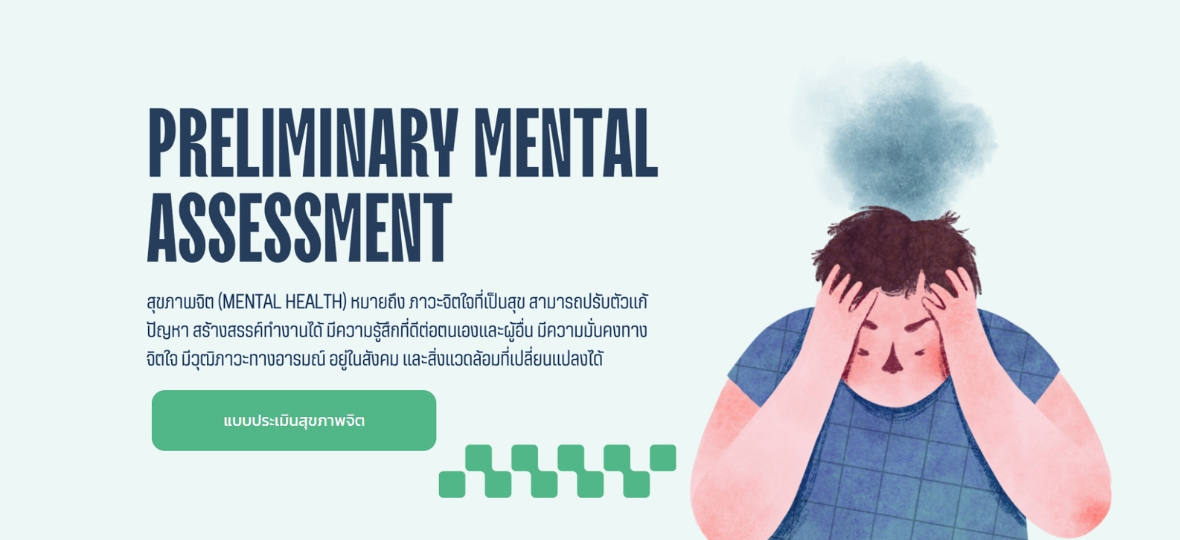 PRELIMINARY MENTAL
ASSESSMENT
สุขภาพจิต (MENTAL HEALTH) หมายถึง ภาวะจิตใจที่เป็นสุข สามารถปรับตัวแก้
ปัญหา สร้างสรรค์ทำงานได้ มีความรู้สึกที่ดีต่อตนเองและผู้อื่น มีความมั่นคงทาง
จิตใจ มีวุฒิภาวะทางอารมณ์ อยู่ในสังคม และสิ่งแวดล้อมที่เปลี่ยนแปลงได้
แบบประเมินสุขภาพจิต